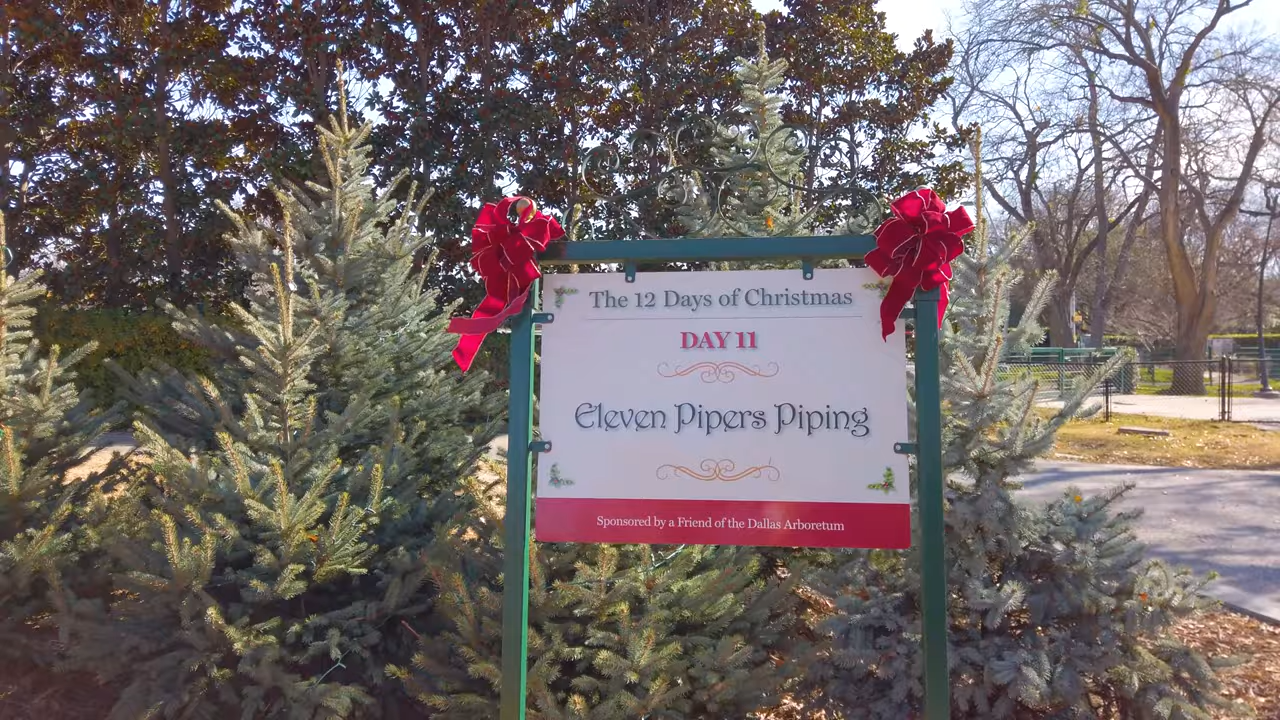 The 12 Days of Christmas
DAY 11
Eleven Pipers Piping
Sponsored by a Friend of the Dallas Arboretum